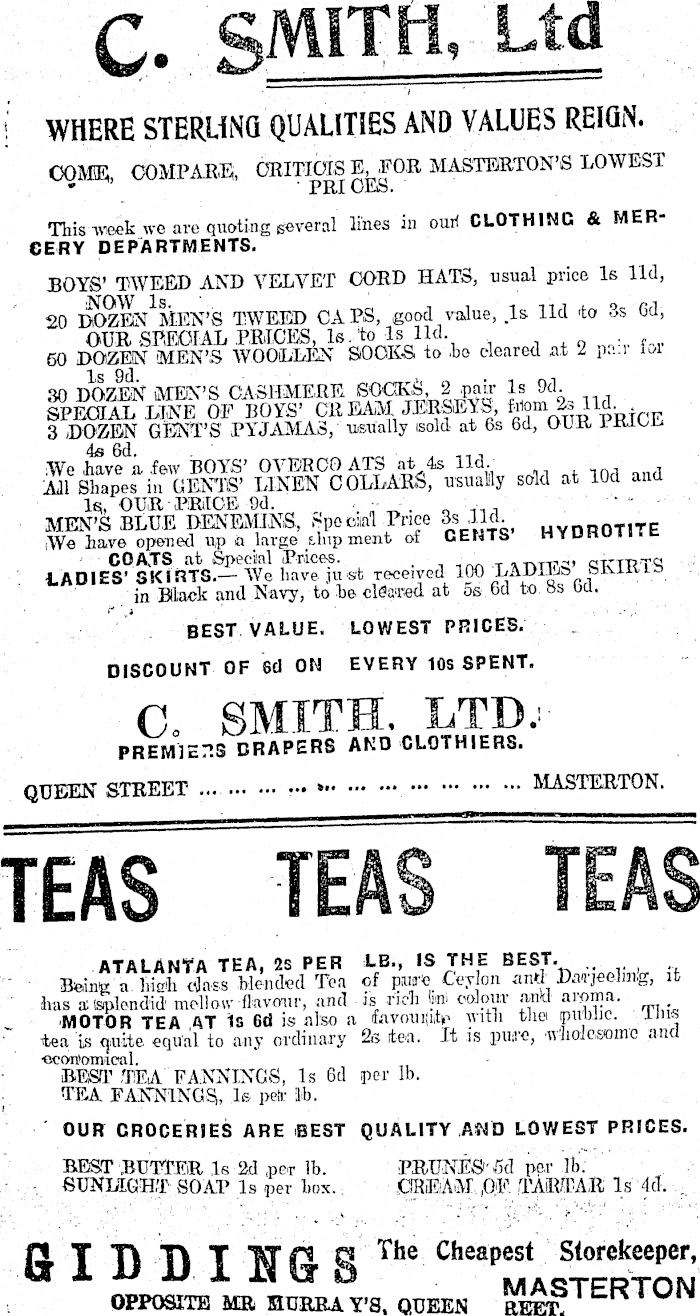 C. SMITH, Ltd
WHERE STERLING QUALITIES AND VALUES REIGN.
COME, COMPARE, CRITICISE, FOR MASTERTON'S LOWEST
PRICES.
This week we are quoting several lines in our CLOTHING & MER-
CERY DEPARTMENTS.
BOYS' TWEED AND VELVET CORD HATS, usual price 1s 11d,
NOW 1s.
20 DOZEN MEN'S TWEED CAPS, good value, 1s 11d to 3s 6d,
OUR SPECIAL PRICES, 1s to 1s 11d.
50 DOZEN MEN'S WOOLLEN SOCKS to be cleared at 2 pair for
1s 9d.
30 DOZEN MEN'S CASHMERE SOCKS, 2 pair 1s 9d.
SPECIAL LINE OF BOYS' CREAM JERSEYS, from 2s 11d.
3 DOZEN GENT'S PYJAMAS, usually sold at 6s 6d, OUR PRICE
4s 6d.
We have a few BOYS' OVERCOATS at 4s 11d.
All Shapes in GENTS' LINEN COLLARS, usually sold at 10d and
1s, OUR PRICE 9d.
MEN'S BLUE DENEMINS, Special Price 3s 11d.
We have opened up a large shipment of GENTS' HYDROTITE
COATS at Special Prices.
LADIES' SKIRTS.— We have just received 100 LADIES' SKIRTS
in Black and Navy, to be cleared at 5s 6d to 8s 6d.
BEST VALUE. LOWEST PRICES.
DISCOUNT OF 6d ON EVERY 10s SPENT.
C. SMITH, LTD.
PREMIERS DRAPERS AND CLOTHIERS.
QUEEN STREET ... ... ... ... ... ... ... ... ... ... ... MASTERTON.
TEAS TEAS TEAS
ATALANTA TEA, 2s PER LB., IS THE BEST.
Being a high class blended Tea of pure Ceylon and Darjeeling, it
has a splendid mellow flavour, and is rich in colour and aroma.
MOTOR TEA AT 1s 6d is also a favourite with the public. This
tea is quite equal to any ordinary 2s tea. It is pure, wholesome and
economical.
BEST TEA FANNINGS, 1s 6d per lb.
TEA FANNINGS, 1s per lb.
OUR GROCERIES ARE BEST QUALITY AND LOWEST PRICES.
BEST BUTTER 1s 2d per lb. PRUNES 5d per lb.
SUNLIGHT SOAP 1s per box. CREAM OF TARTAR 1s 4d.
GIDDINGS The Cheapest Storekeeper,
MASTERTON
OPPOSITE MR MURRAY'S, QUEEN REET.